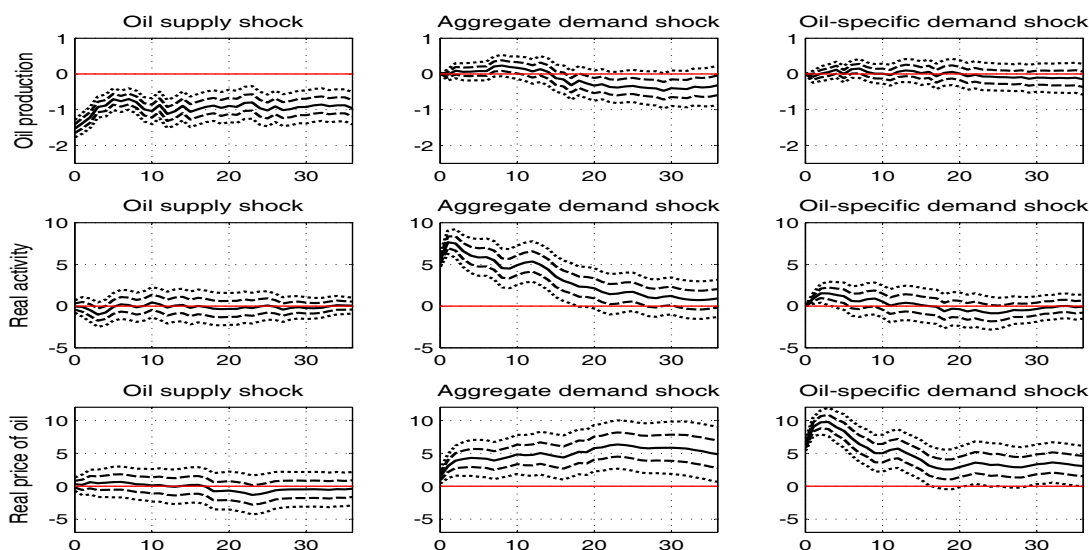 Oil supply shock Aggregate demand shock Oil-specific demand shock
Oil production
1 0 -1 -2
0 10 20 30
1 0 -1 -2
0 10 20 30
1 0 -1 -2
0 10 20 30
Oil supply shock Aggregate demand shock Oil-specific demand shock
Real activity
10 5 0 -5
0 10 20 30
10 5 0 -5
0 10 20 30
10 5 0 -5
0 10 20 30
Oil supply shock Aggregate demand shock Oil-specific demand shock
Real price of oil
10 5 0 -5
0 10 20 30
10 5 0 -5
0 10 20 30
10 5 0 -5
0 10 20 30